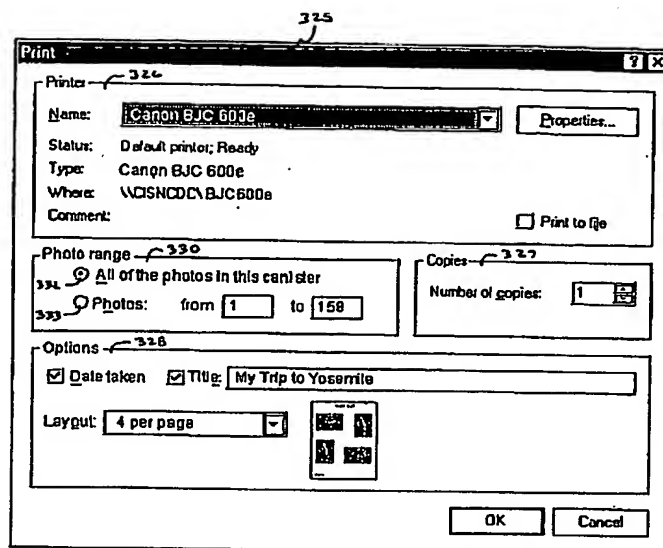 325
Print ? X
Printer 326
Name: Canon BJC 600e Properties...
Status: Default printer; Ready
Type: Canon BJC 600e
Where: \\CISNCDC\BJC600e
Comment: Print to file
Photo range 330 Copies 327
331 All of the photos in this canister
Number of copies: 1
333 Photos: from 1 to 158
Options 328
Date taken Title: My Trip to Yosemite
Layout: 4 per page
OK Cancel